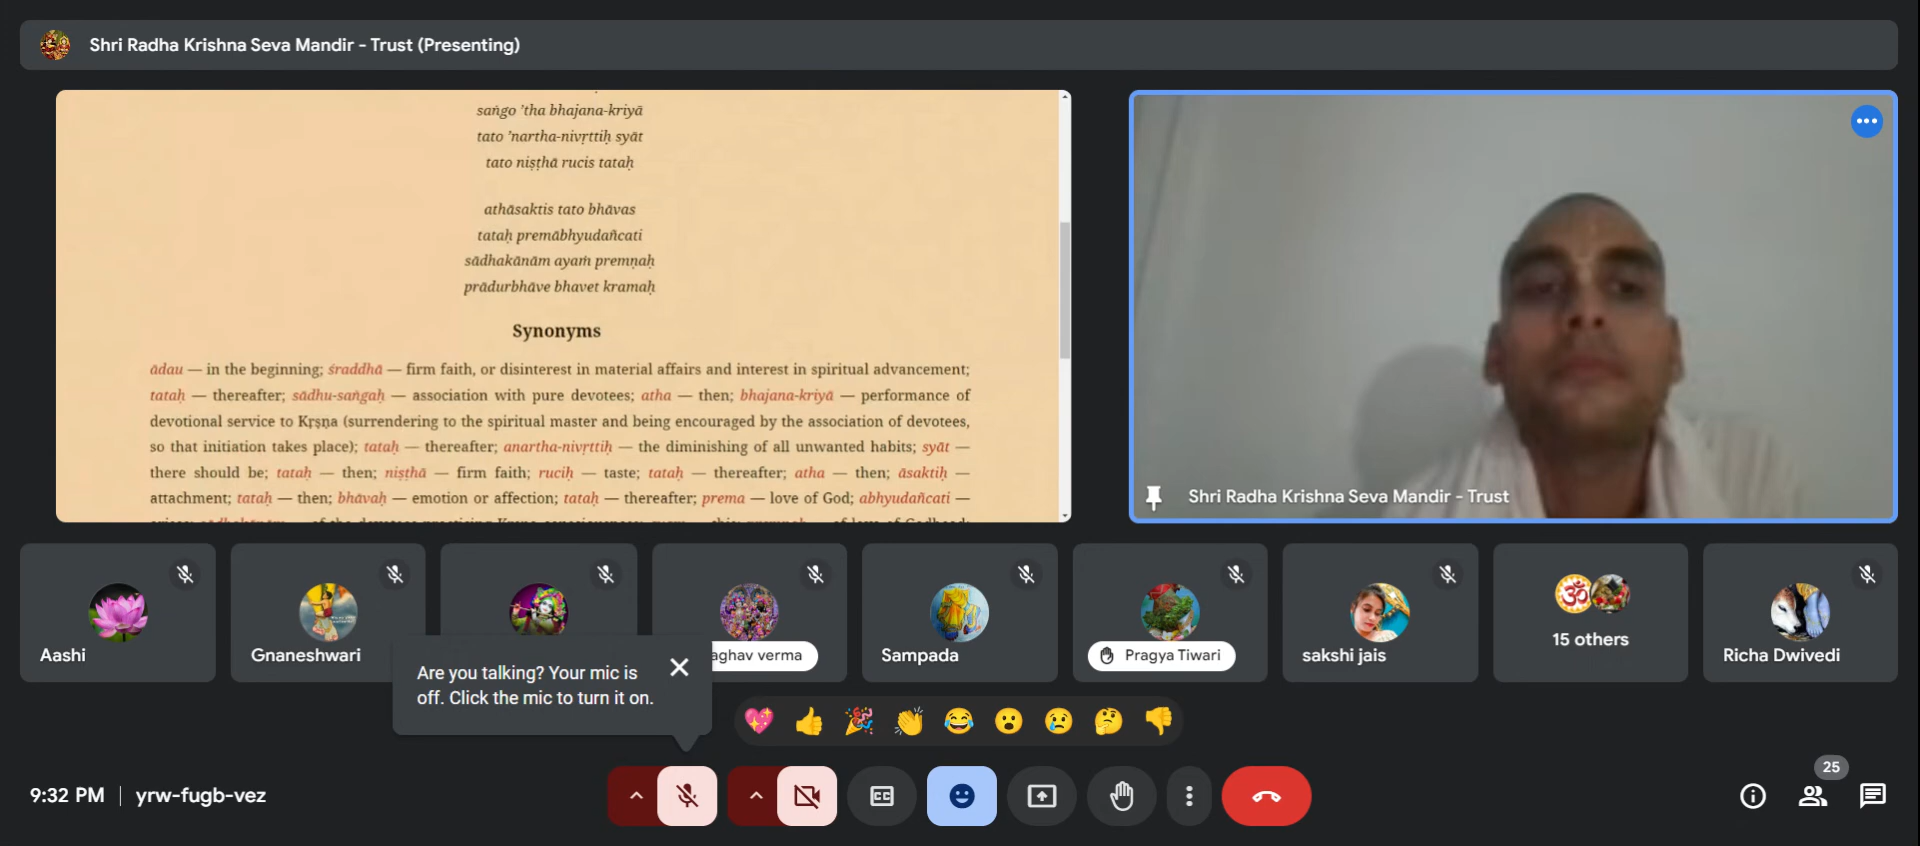 Shri Radha Krishna Seva Mandir - Trust (Presenting)
saṅgo ’tha bhajana-kriyā
tato ’nartha-nivṛttiḥ syāt
tato niṣṭhā rucis tataḥ
athāsaktis tato bhāvas
tataḥ premābhyudañcati
sādhakānām ayaṁ premṇaḥ
prādurbhāve bhavet kramaḥ
Synonyms
ādau — in the beginning; śraddhā — firm faith, or disinterest in material affairs and interest in spiritual advancement;
tataḥ — thereafter; sādhu-saṅgaḥ — association with pure devotees; atha — then; bhajana-kriyā — performance of
devotional service to Kṛṣṇa (surrendering to the spiritual master and being encouraged by the association of devotees,
so that initiation takes place); tataḥ — thereafter; anartha-nivṛttiḥ — the diminishing of all unwanted habits; syāt —
there should be; tataḥ — then; niṣṭhā — firm faith; ruciḥ — taste; tataḥ — thereafter; atha — then; āsaktiḥ —
attachment; tataḥ — then; bhāvaḥ — emotion or affection; tataḥ — thereafter; prema — love of God; abhyudañcati —
Shri Radha Krishna Seva Mandir - Trust
Aashi
Gnaneshwari
aghav verma
Sampada
Pragya Tiwari
sakshi jais
ॐ
15 others
Richa Dwivedi
Are you talking? Your mic is
off. Click the mic to turn it on.
9:32 PM | yrw-fugb-vez
CC
25